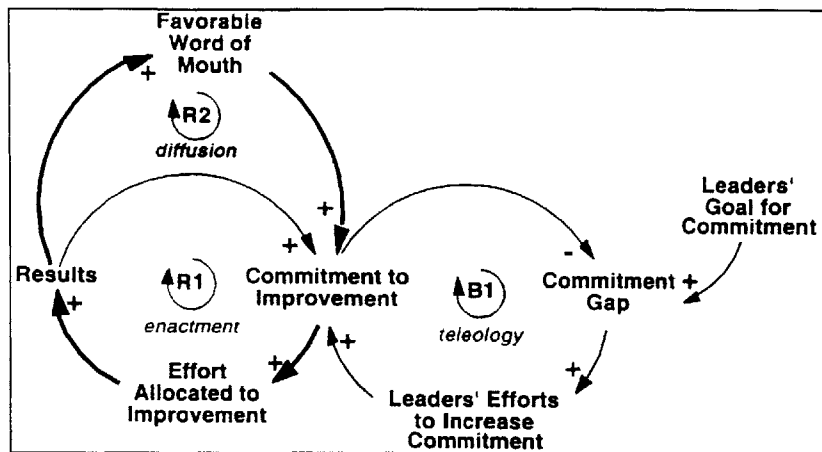 Favorable
Word of
Mouth
+
R2
diffusion
+
Leaders'
Goal for
Commitment
+
-
Results
R1
Commitment to
Improvement
B1
Commitment
Gap
+
+
enactment
teleology
+
+
+
Effort
Allocated to
Improvement
Leaders' Efforts
to Increase
Commitment